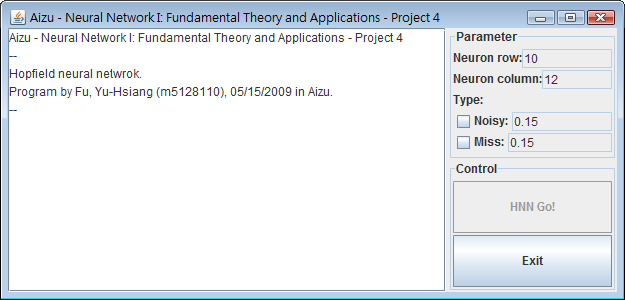 Aizu - Neural Network I: Fundamental Theory and Applications - Project 4
Aizu - Neural Network I: Fundamental Theory and Applications - Project 4
--
Hopfield neural netwrok.
Program by Fu, Yu-Hsiang (m5128110), 05/15/2009 in Aizu.
--
Parameter
Neuron row: 10
Neuron column: 12
Type:
Noisy: 0.15
Miss: 0.15
Control
HNN Go!
Exit